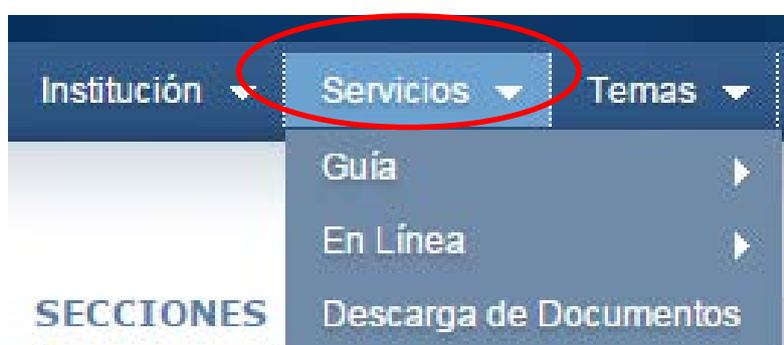 Institución Servicios Temas
Guía
En Línea
SECCIONES Descarga de Documentos